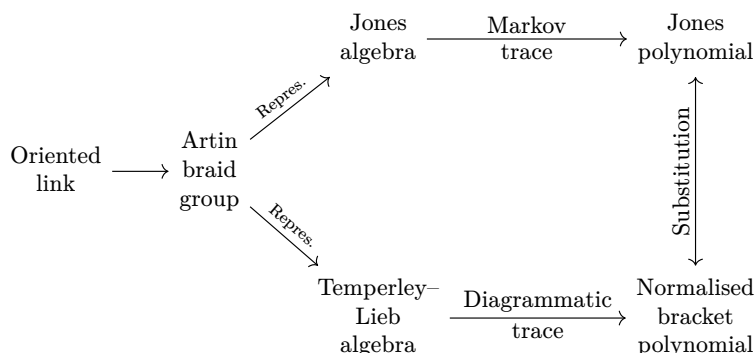 Oriented
link
Artin
braid
group
Repres.
Repres.
Jones
algebra
Markov
trace
Jones
polynomial
Substitution
Temperley–
Lieb
algebra
Diagrammatic
trace
Normalised
bracket
polynomial